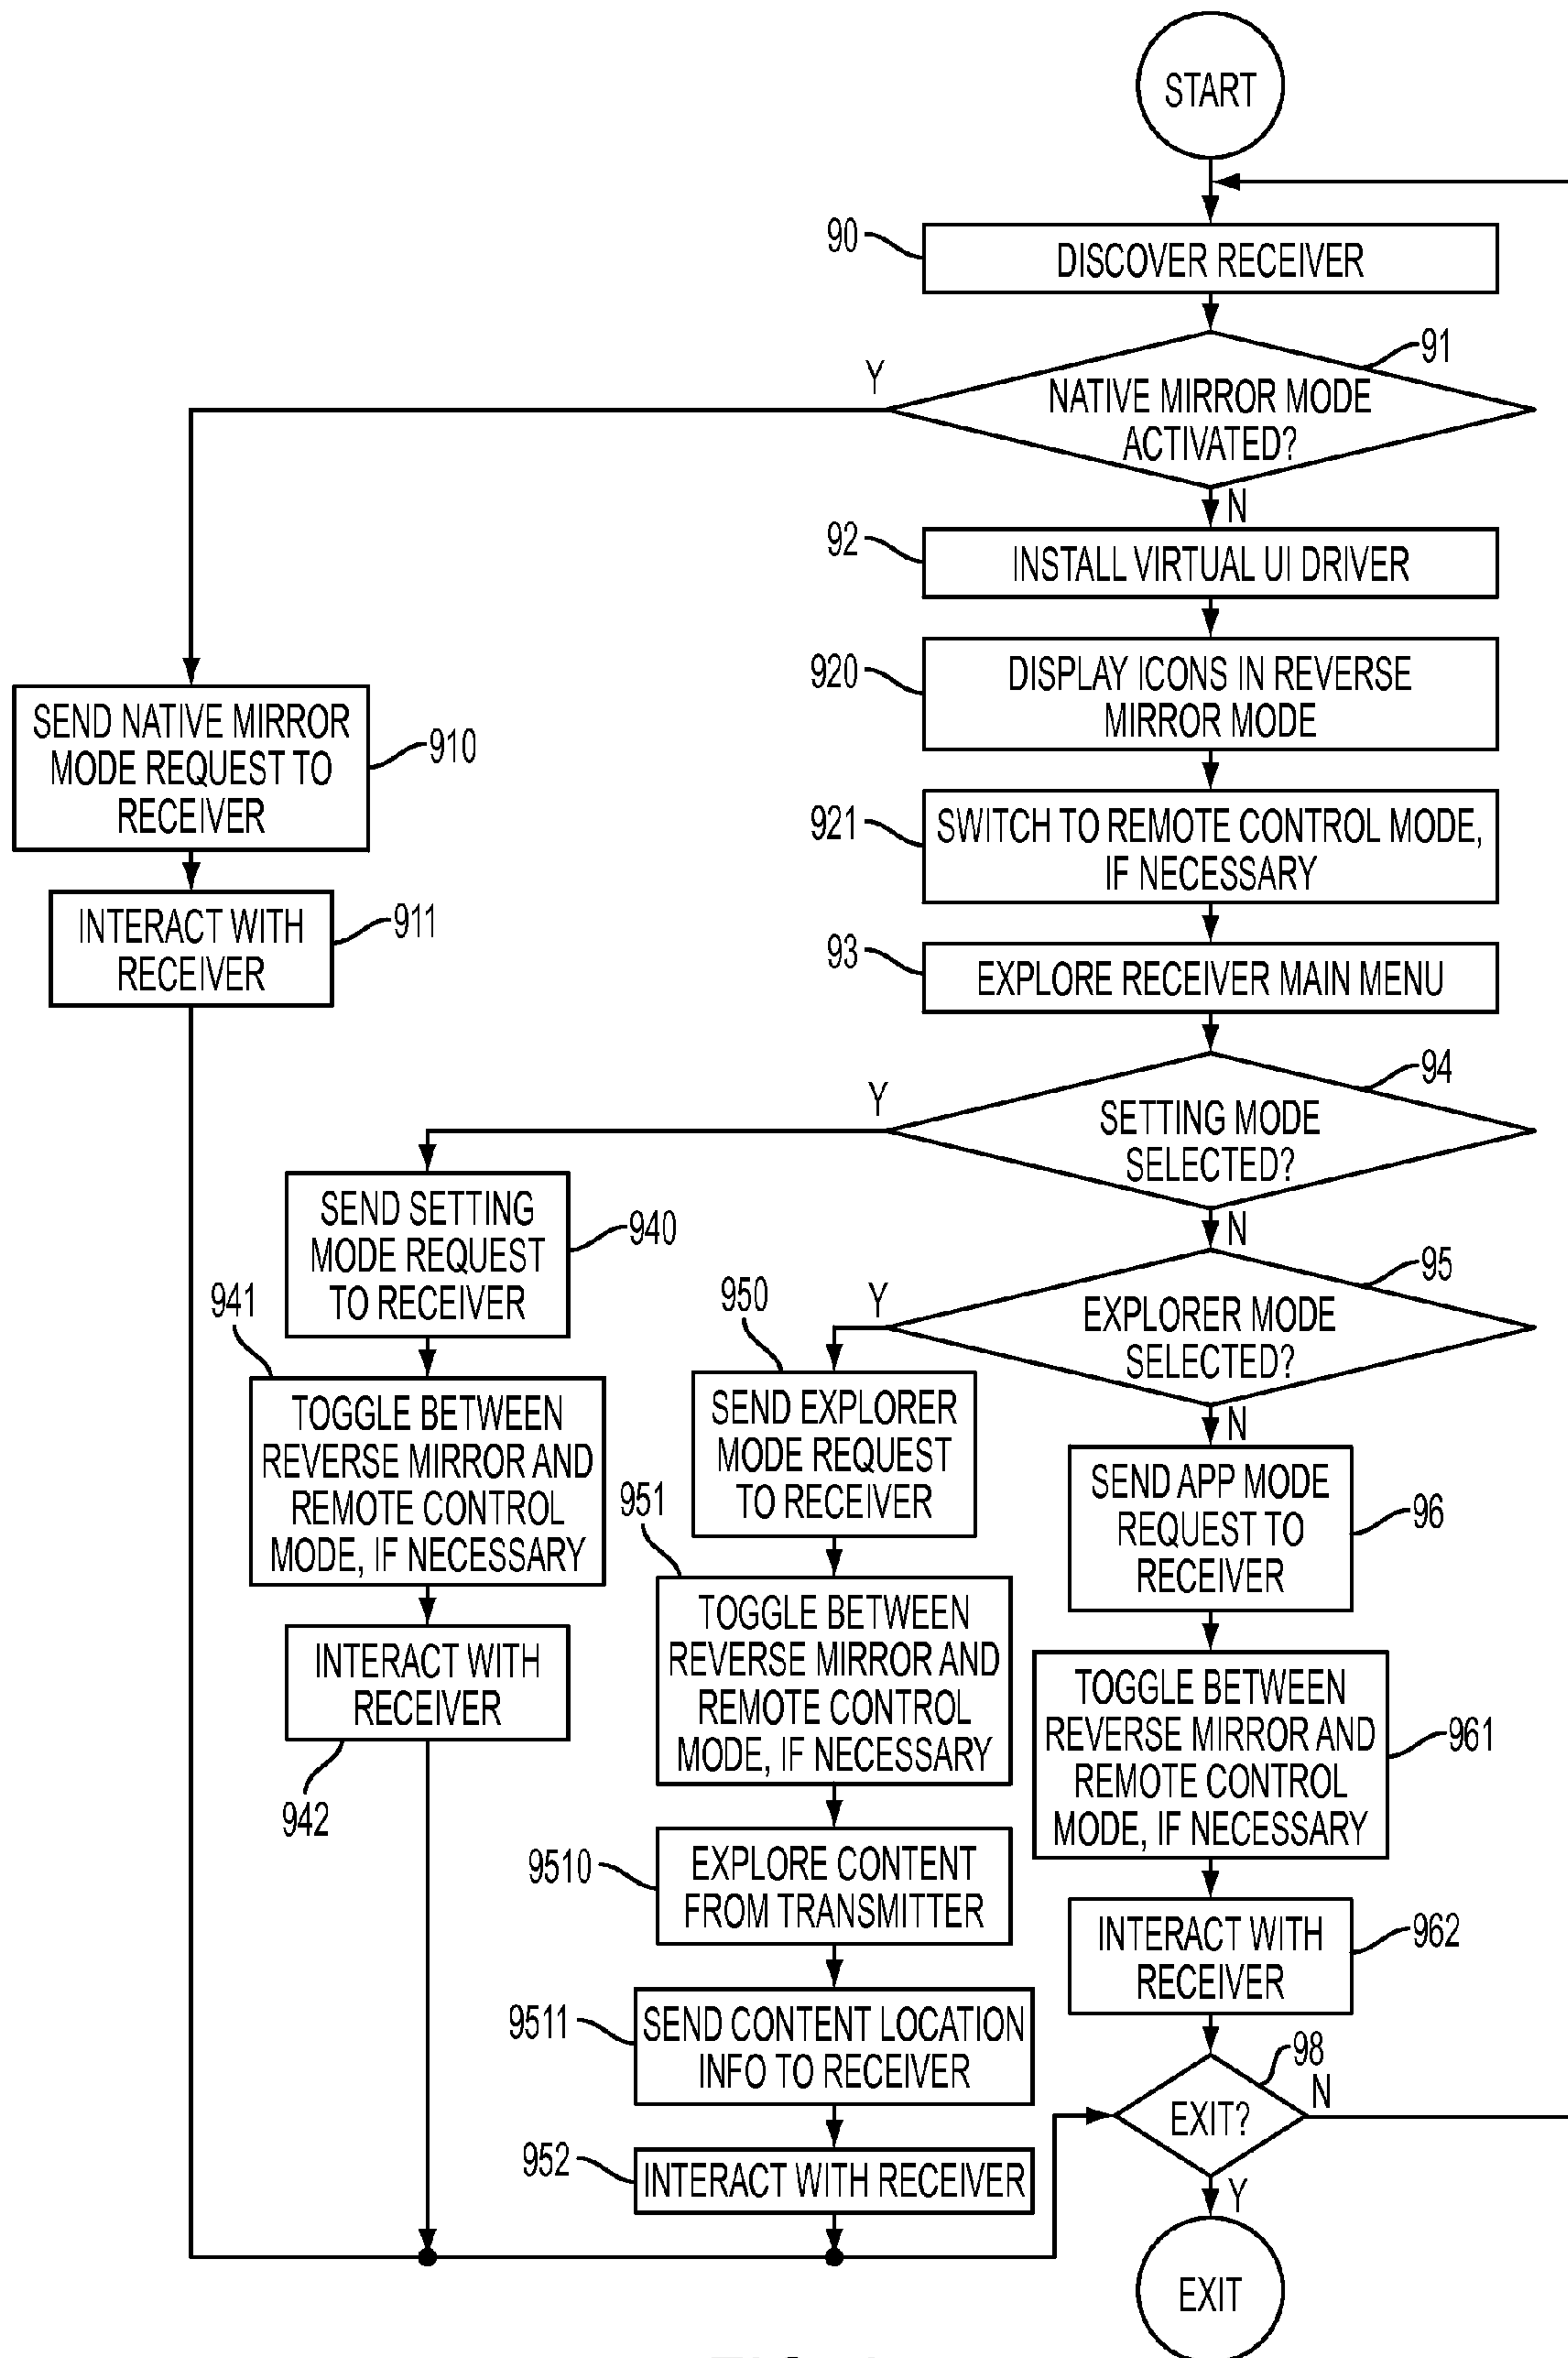 START
90
DISCOVER RECEIVER
91
Y
NATIVE MIRROR MODE
ACTIVATED?
N
92
INSTALL VIRTUAL UI DRIVER
920
DISPLAY ICONS IN REVERSE
MIRROR MODE
SEND NATIVE MIRROR
MODE REQUEST TO
RECEIVER
910
921
SWITCH TO REMOTE CONTROL MODE,
IF NECESSARY
INTERACT WITH
RECEIVER
911
93
EXPLORE RECEIVER MAIN MENU
94
Y
SETTING MODE
SELECTED?
N
SEND SETTING
MODE REQUEST
TO RECEIVER
940
95
Y
EXPLORER MODE
SELECTED?
N
941
TOGGLE BETWEEN
REVERSE MIRROR AND
REMOTE CONTROL
MODE, IF NECESSARY
950
SEND EXPLORER
MODE REQUEST
TO RECEIVER
SEND APP MODE
REQUEST TO
RECEIVER
96
INTERACT WITH
RECEIVER
942
951
TOGGLE BETWEEN
REVERSE MIRROR AND
REMOTE CONTROL
MODE, IF NECESSARY
TOGGLE BETWEEN
REVERSE MIRROR AND
REMOTE CONTROL
MODE, IF NECESSARY
961
9510
EXPLORE CONTENT
FROM TRANSMITTER
INTERACT WITH
RECEIVER
962
9511
SEND CONTENT LOCATION
INFO TO RECEIVER
98
EXIT?
N
952
INTERACT WITH RECEIVER
Y
EXIT